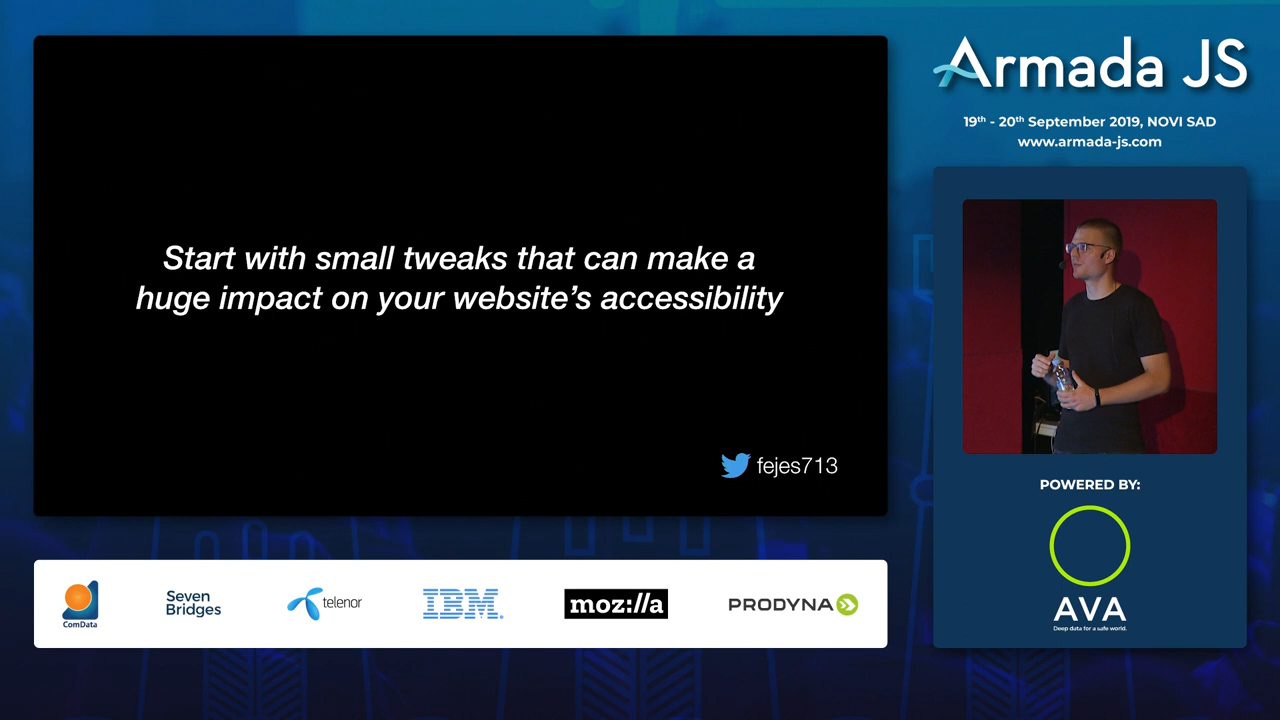 Start with small tweaks that can make a
huge impact on your website’s accessibility
fejes713
Armada JS
19th - 20th September 2019, NOVI SAD
www.armada-js.com
POWERED BY:
AVA
Deep data for a safe world.
ComData
Seven
Bridges
telenor
IBM.
moz://a
PRODYNA